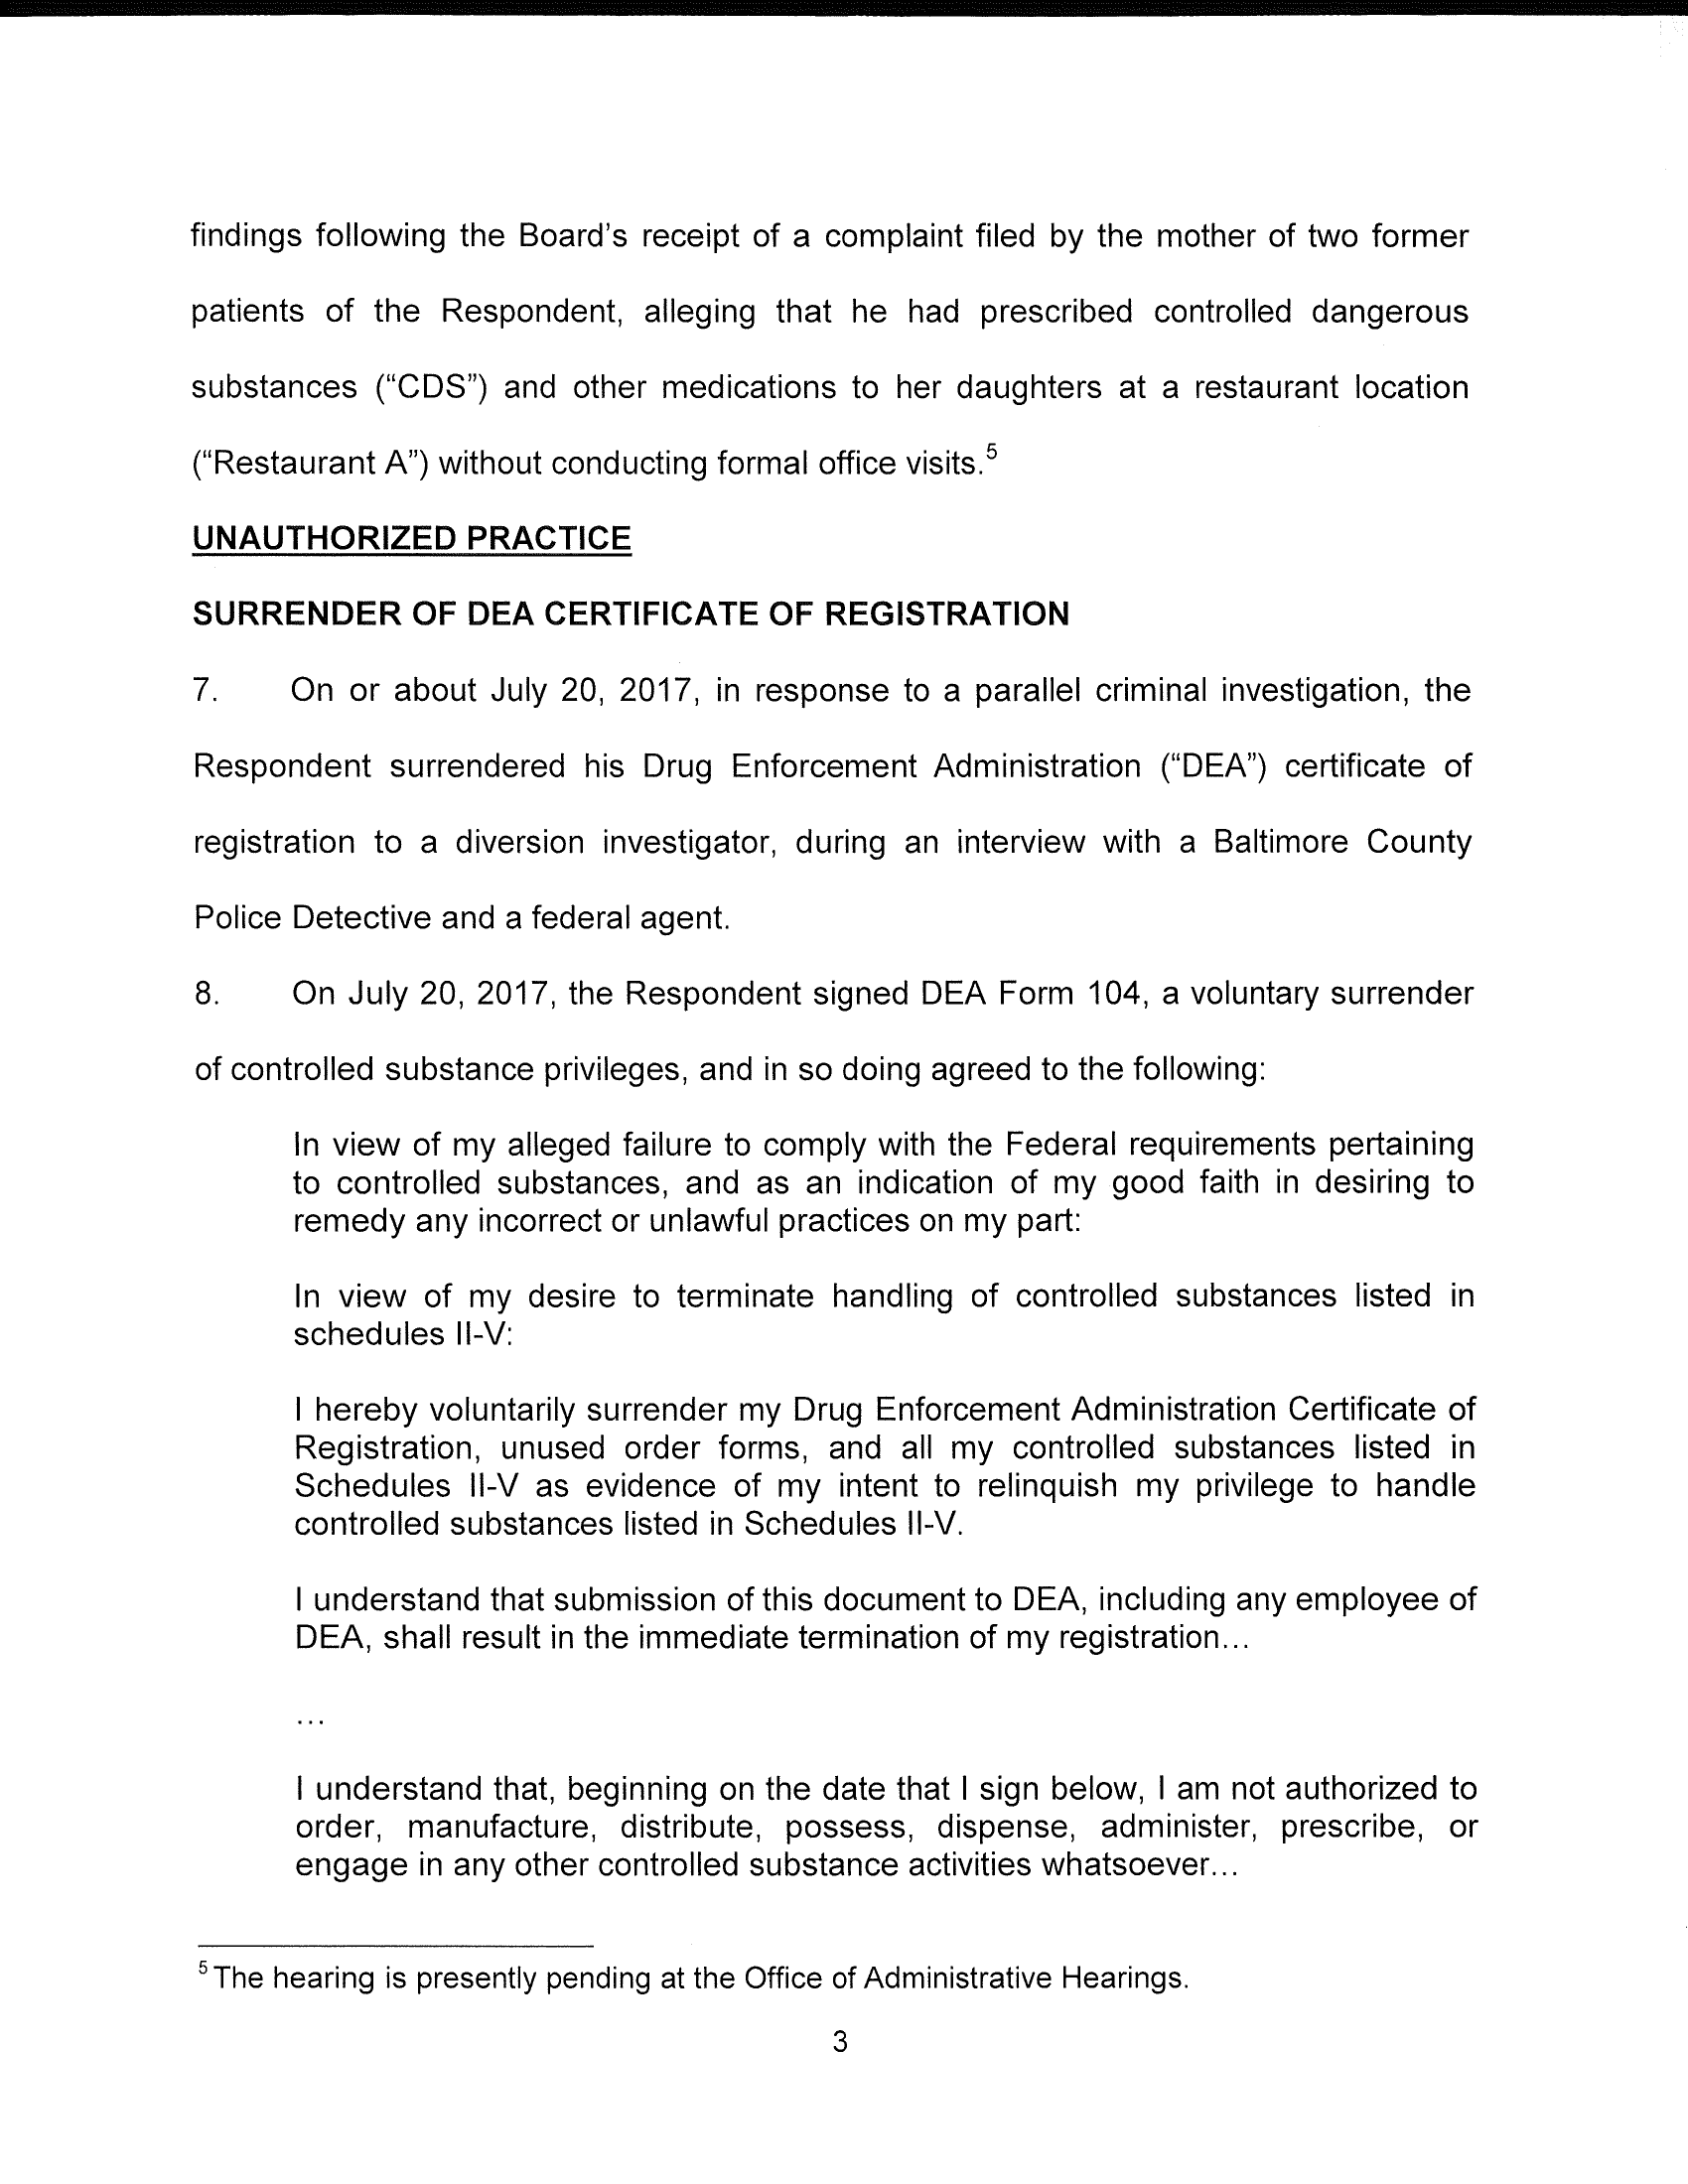 findings following the Board's receipt of a complaint filed by the mother of two former
patients of the Respondent, alleging that he had prescribed controlled dangerous
substances ("CDS") and other medications to her daughters at a restaurant location
("Restaurant A") without conducting formal office visits.⁵
UNAUTHORIZED PRACTICE
SURRENDER OF DEA CERTIFICATE OF REGISTRATION
7. On or about July 20, 2017, in response to a parallel criminal investigation, the
Respondent surrendered his Drug Enforcement Administration ("DEA") certificate of
registration to a diversion investigator, during an interview with a Baltimore County
Police Detective and a federal agent.
8. On July 20, 2017, the Respondent signed DEA Form 104, a voluntary surrender
of controlled substance privileges, and in so doing agreed to the following:
In view of my alleged failure to comply with the Federal requirements pertaining
to controlled substances, and as an indication of my good faith in desiring to
remedy any incorrect or unlawful practices on my part:
In view of my desire to terminate handling of controlled substances listed in
schedules II-V:
I hereby voluntarily surrender my Drug Enforcement Administration Certificate of
Registration, unused order forms, and all my controlled substances listed in
Schedules II-V as evidence of my intent to relinquish my privilege to handle
controlled substances listed in Schedules II-V.
I understand that submission of this document to DEA, including any employee of
DEA, shall result in the immediate termination of my registration...
...
I understand that, beginning on the date that I sign below, I am not authorized to
order, manufacture, distribute, possess, dispense, administer, prescribe, or
engage in any other controlled substance activities whatsoever...
⁵ The hearing is presently pending at the Office of Administrative Hearings.
3